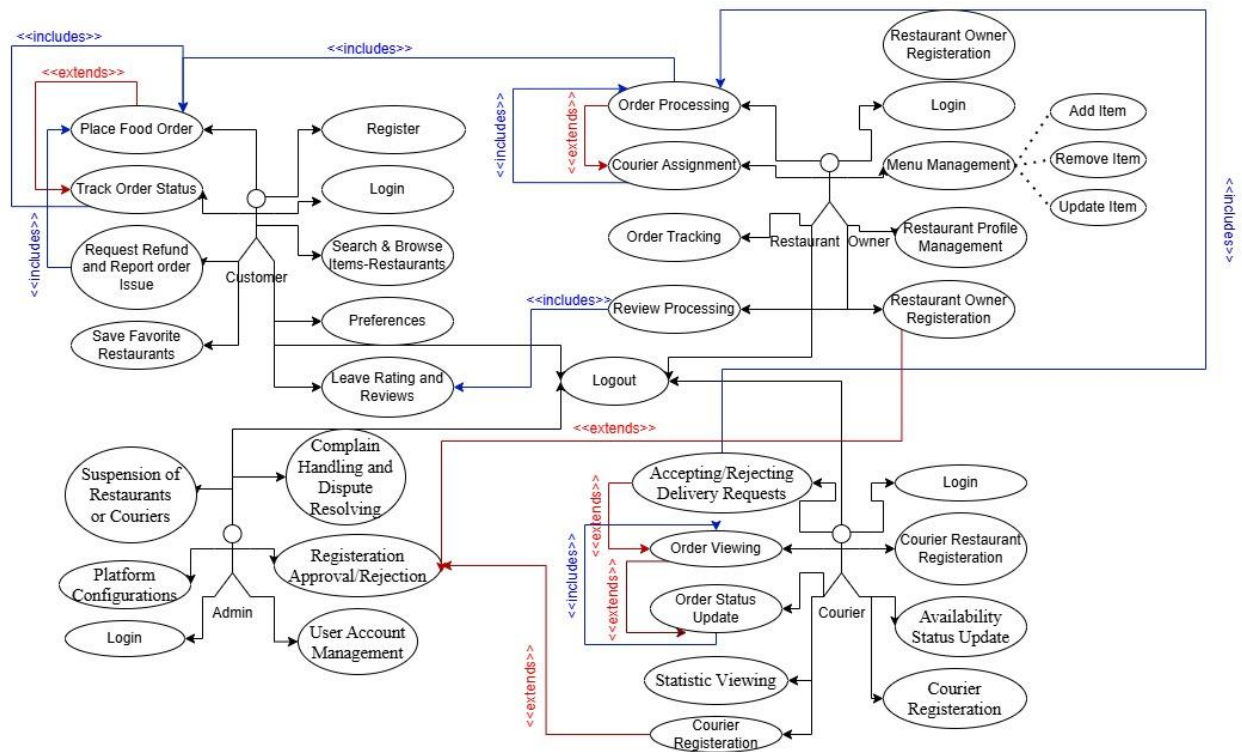 <<includes>>
<<extends>>
Place Food Order
Track Order Status
<<includes>>
Request Refund
and Report order
Issue
Save Favorite
Restaurants
Customer
Register
Login
Search & Browse
Items-Restaurants
Preferences
Leave Rating and
Reviews
<<includes>>
<<includes>>
<<extends>>
Order Processing
Courier Assignment
Order Tracking
<<includes>>
Review Processing
Restaurant Owner
Restaurant Owner
Registeration
Login
Menu Management
Add Item
Remove Item
Update Item
Restaurant Profile
Management
Restaurant Owner
Registeration
<<includes>>
Logout
<<extends>>
Suspension of
Restaurants
or Couriers
Complain
Handling and
Dispute
Resolving
Platform
Configurations
Registeration
Approval/Rejection
Login
Admin
User Account
Management
Accepting/Rejecting
Delivery Requests
<<extends>>
Order Viewing
<<includes>>
<<extends>>
Order Status
Update
Statistic Viewing
<<extends>>
Courier
Registeration
Courier
Login
Courier Restaurant
Registeration
Availability
Status Update
Courier
Registeration